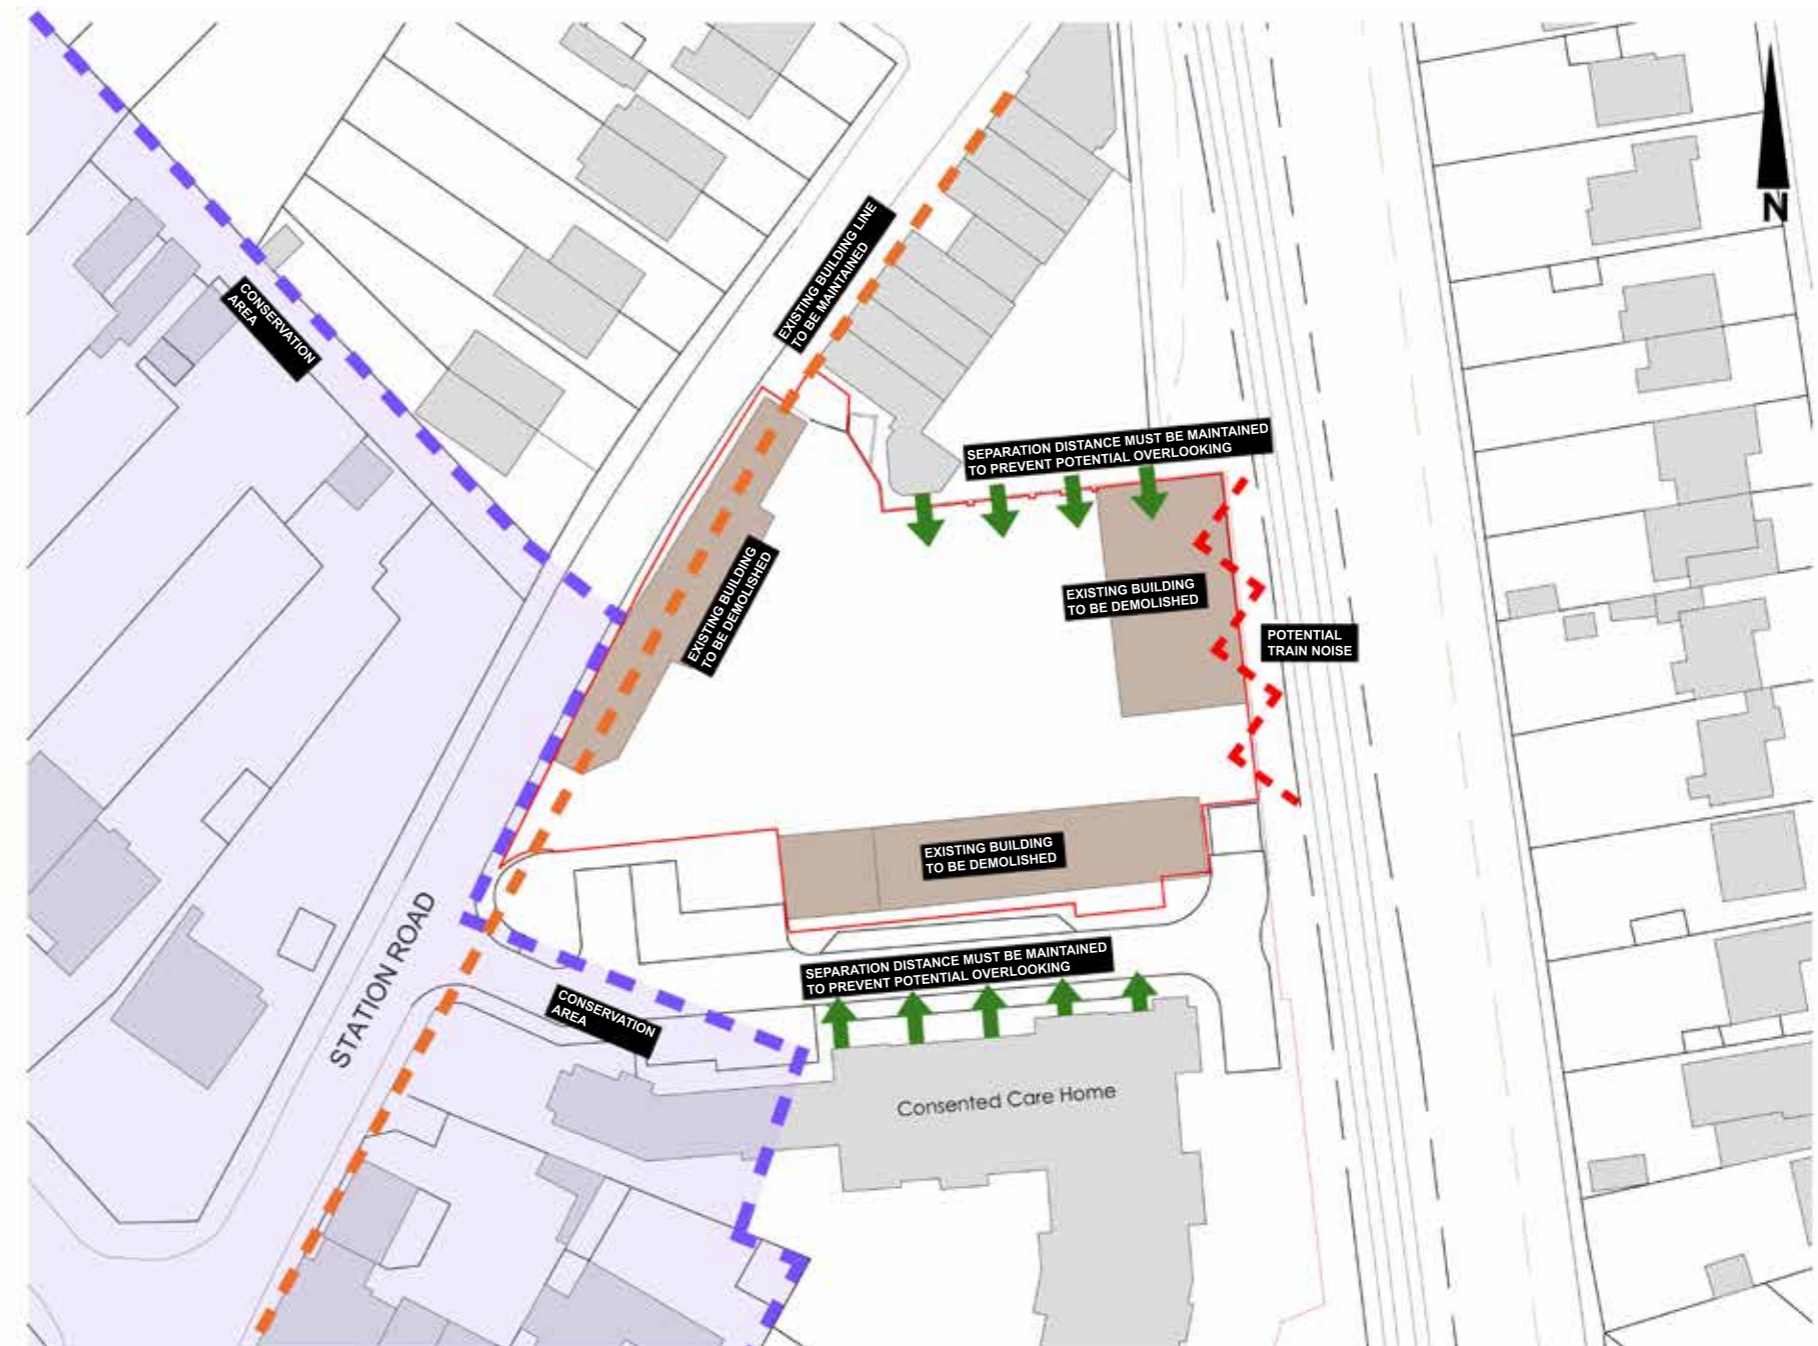 N
EXISTING BUILDING LINE
TO BE MAINTAINED
CONSERVATION
AREA
SEPARATION DISTANCE MUST BE MAINTAINED
TO PREVENT POTENTIAL OVERLOOKING
EXISTING BUILDING
TO BE DEMOLISHED
EXISTING BUILDING
TO BE DEMOLISHED
POTENTIAL
TRAIN NOISE
EXISTING BUILDING
TO BE DEMOLISHED
STATION ROAD
SEPARATION DISTANCE MUST BE MAINTAINED
TO PREVENT POTENTIAL OVERLOOKING
CONSERVATION
AREA
Consented Care Home